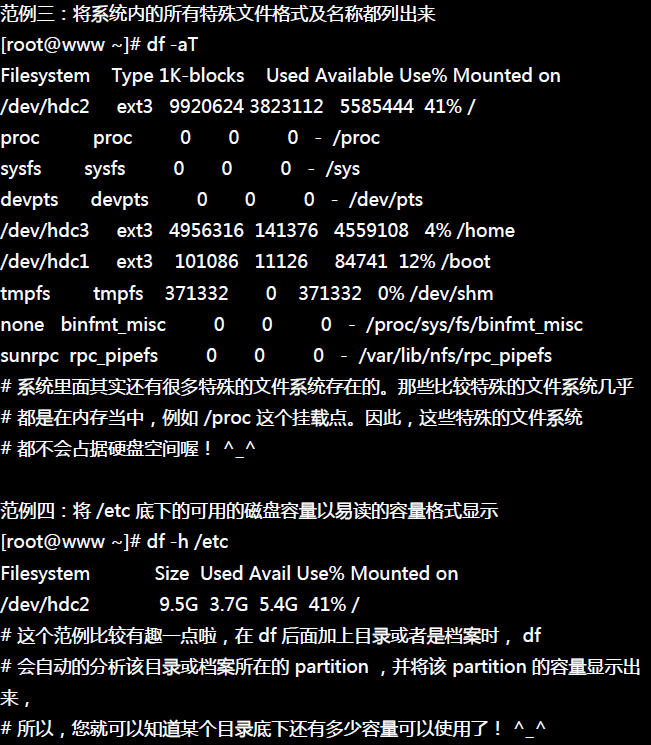 范例三：将系统内的所有特殊文件格式及名称都列出来
[root@www ~]# df -aT
Filesystem    Type 1K-blocks    Used Available Use% Mounted on
/dev/hdc2     ext3   9920624 3823112   5585444  41% /
proc          proc         0       0         0   -  /proc
sysfs        sysfs         0       0         0   -  /sys
devpts      devpts         0       0         0   -  /dev/pts
/dev/hdc3     ext3   4956316  141376   4559108   4% /home
/dev/hdc1     ext3    101086   11126     84741  12% /boot
tmpfs        tmpfs    371332       0    371332   0% /dev/shm
none   binfmt_misc         0       0         0   -  /proc/sys/fs/binfmt_misc
sunrpc  rpc_pipefs         0       0         0   -  /var/lib/nfs/rpc_pipefs
# 系统里面其实还有很多特殊的文件系统存在的。那些比较特殊的文件系统几乎
# 都是在内存当中，例如 /proc 这个挂载点。因此，这些特殊的文件系统
# 都不会占据硬盘空间喔！ ^_^
范例四：将 /etc 底下的可用的磁盘容量以易读的容量格式显示
[root@www ~]# df -h /etc
Filesystem            Size  Used Avail Use% Mounted on
/dev/hdc2             9.5G  3.7G  5.4G  41% /
# 这个范例比较有趣一点啦，在 df 后面加上目录或者是档案时， df
# 会自动的分析该目录或档案所在的 partition ，并将该 partition 的容量显示出
来，
# 所以，您就可以知道某个目录底下还有多少容量可以使用了！ ^_^